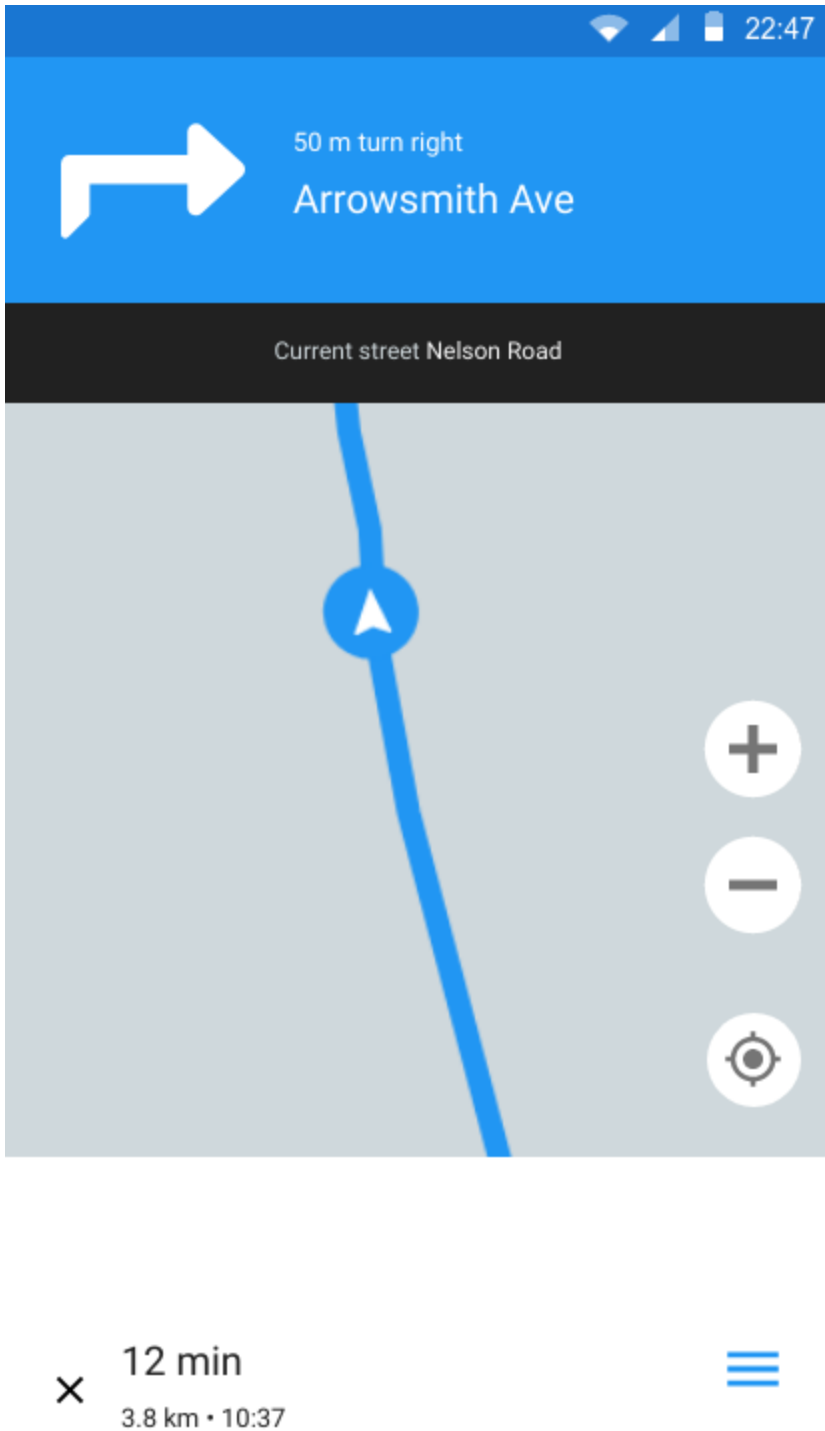 22:47
50 m turn right
Arrowsmith Ave
Current street Nelson Road
12 min
3.8 km • 10:37